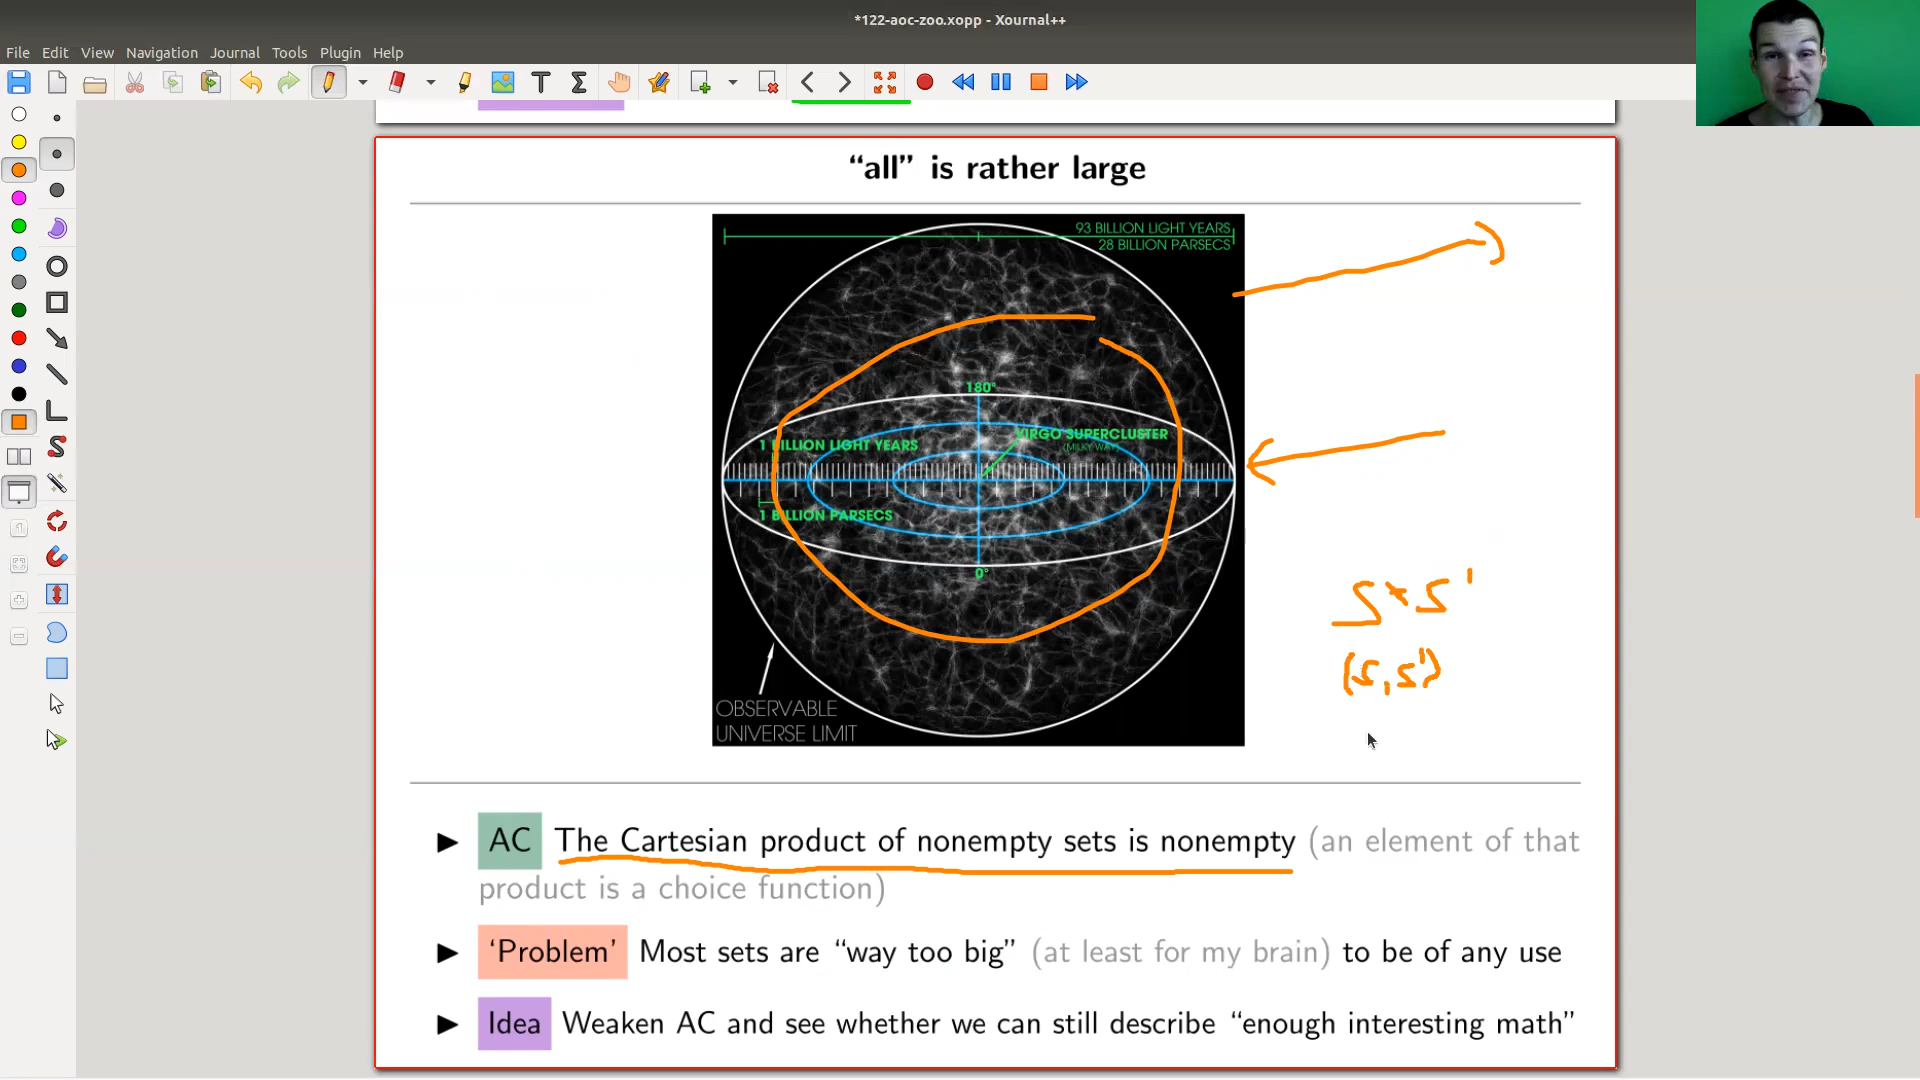 *122-aoc-zoo.xopp - Xournal++
File Edit View Navigation Journal Tools Plugin Help
“all” is rather large
93 BILLION LIGHT YEARS
28 BILLION PARSECS
180°
1 BILLION LIGHT YEARS
VIRGO SUPERCLUSTER
(MILKY WAY)
1 BILLION PARSECS
0°
OBSERVABLE
UNIVERSE LIMIT
S × S'
(s, s')
► AC The Cartesian product of nonempty sets is nonempty (an element of that
product is a choice function)
► ‘Problem’ Most sets are “way too big” (at least for my brain) to be of any use
► Idea Weaken AC and see whether we can still describe “enough interesting math”